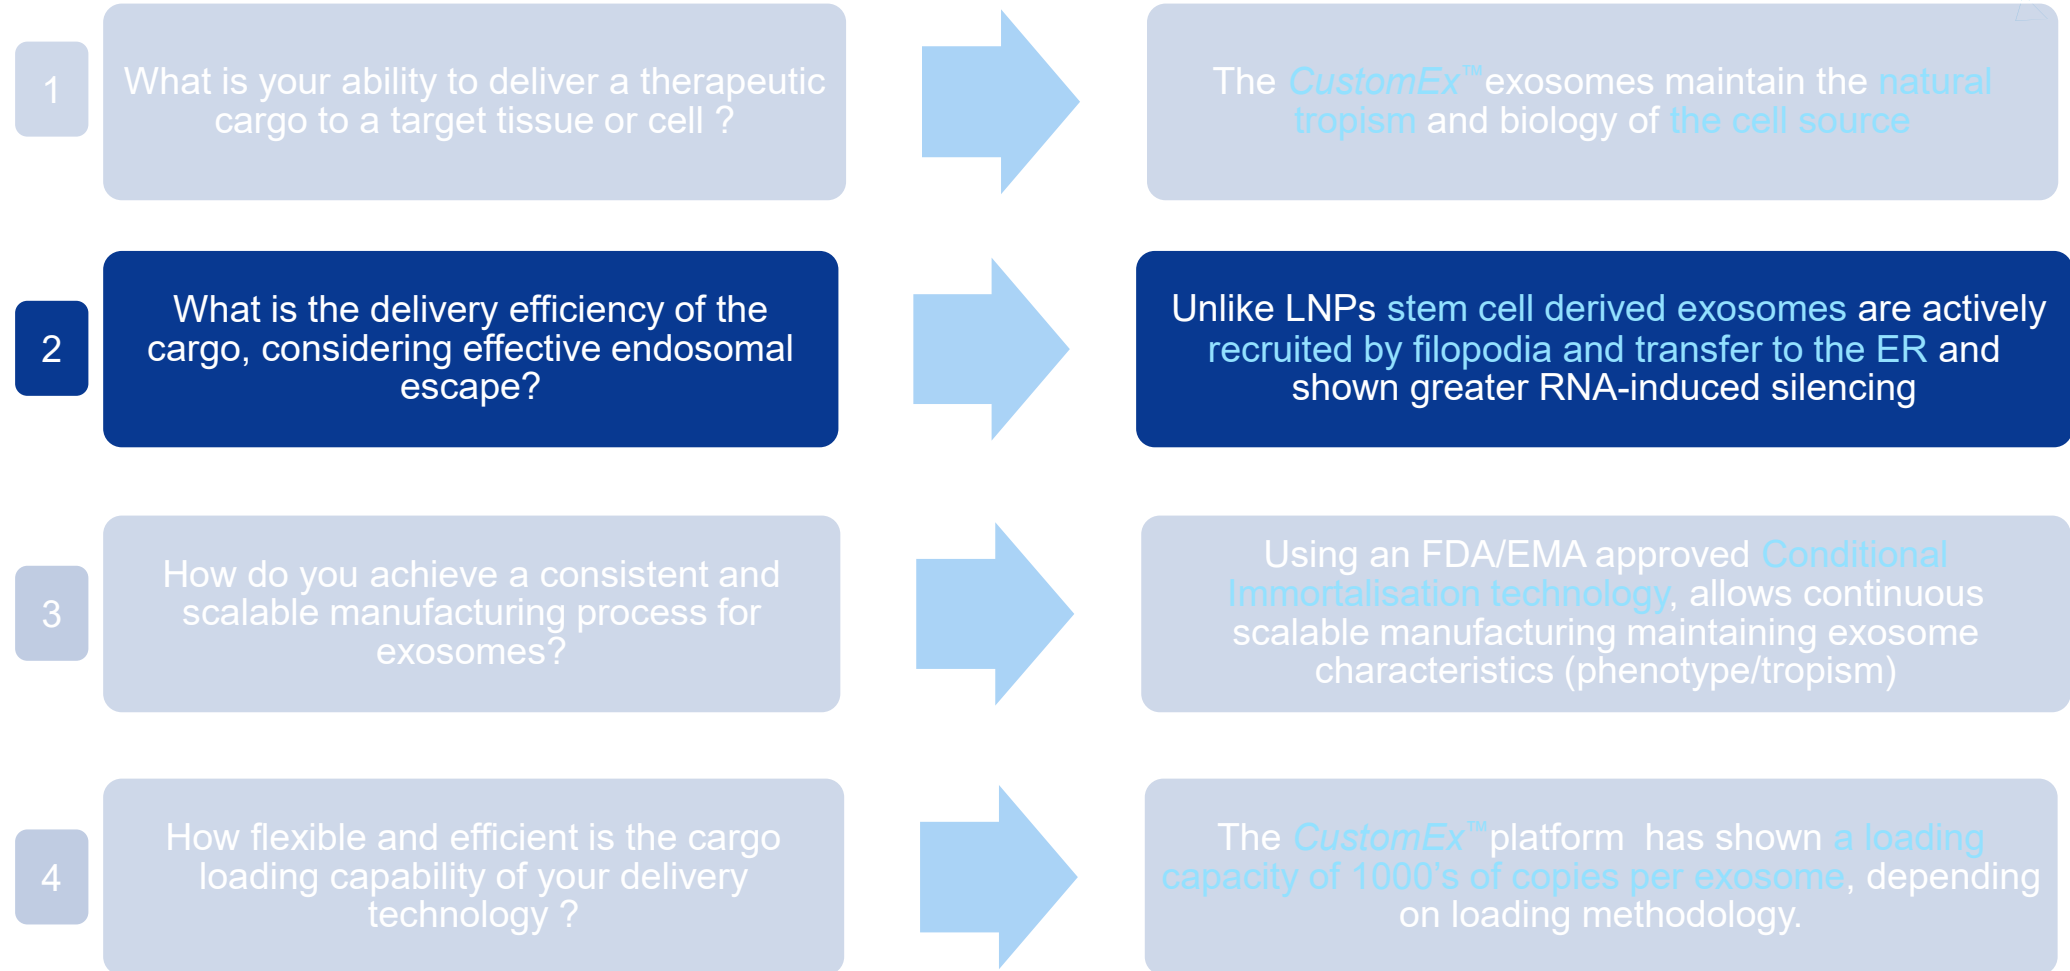 1
What is your ability to deliver a therapeutic
cargo to a target tissue or cell ?
The CustomEx™ exosomes maintain the natural
tropism and biology of the cell source
2
What is the delivery efficiency of the
cargo, considering effective endosomal
escape?
Unlike LNPs stem cell derived exosomes are actively
recruited by filopodia and transfer to the ER and
shown greater RNA-induced silencing
3
How do you achieve a consistent and
scalable manufacturing process for
exosomes?
Using an FDA/EMA approved Conditional
Immortalisation technology, allows continuous
scalable manufacturing maintaining exosome
characteristics (phenotype/tropism)
4
How flexible and efficient is the cargo
loading capability of your delivery
technology ?
The CustomEx™ platform has shown a loading
capacity of 1000's of copies per exosome, depending
on loading methodology.